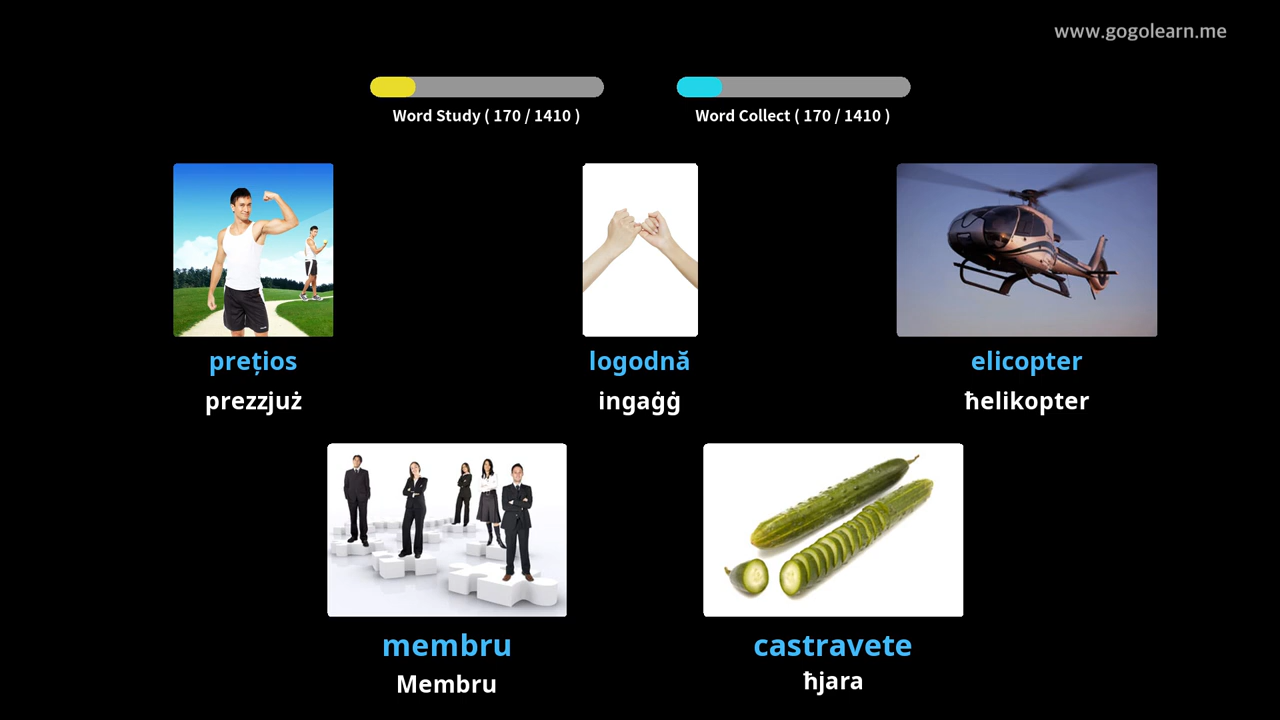 www.gogolearn.me
Word Study ( 170 / 1410 )
Word Collect ( 170 / 1410 )
prețios
logodnă
elicopter
prezzjuż
ingaġġ
ħelikopter
membru
castravete
Membru
ħjara